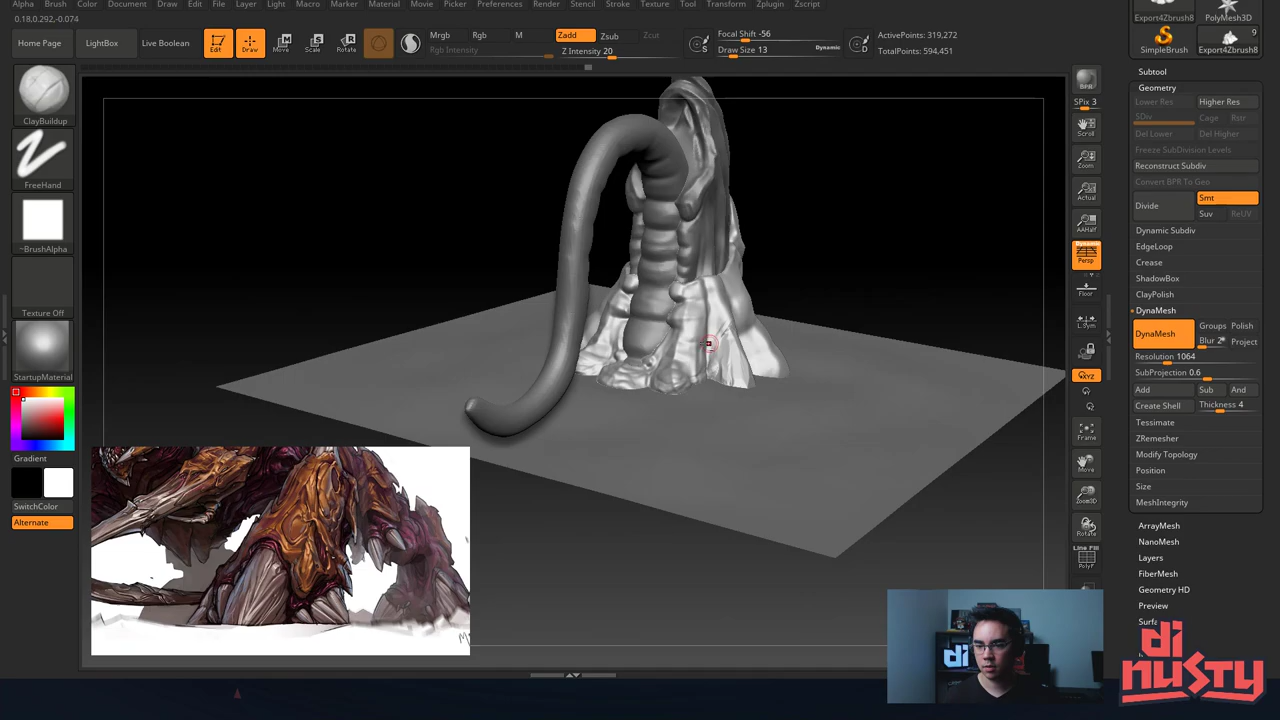 Alpha Brush Color Document Draw Edit File Layer Light Macro Marker Material Movie Picker Preferences Render Stencil Stroke Texture Tool Transform Zplugin Zscript
0.18,0.292,-0.074
Home Page LightBox Live Boolean Edit Draw Move Scale Rotate Mrgb Rgb M Zadd Zsub Zcut Focal Shift -56 ActivePoints: 319,272
Rgb Intensity Z Intensity 20 Draw Size 13 Dynamic TotalPoints: 594,451
Export4Zbrush8 PolyMesh3D
SimpleBrush Export4Zbrush8
9
ClayBuildup
FreeHand
~BrushAlpha
Texture Off
StartupMaterial
Gradient
SwitchColor
Alternate
BPR
SPix 3
Scroll
Zoom
Actual
AAHalf
Dynamic
Persp
Floor
L.Sym
XYZ
Frame
Move
Zoom3D
Rotate
Line Fill
PolyF
Subtool
Geometry
Lower Res Higher Res
SDiv Cage Rstr
Del Lower Del Higher
Freeze SubDivision Levels
Reconstruct Subdiv
Convert BPR To Geo
Divide Smt
Suv ReUV
Dynamic Subdiv
EdgeLoop
Crease
ShadowBox
ClayPolish
DynaMesh
DynaMesh Groups Polish
Blur 2 Project
Resolution 1064
SubProjection 0.6
Add Sub And
Create Shell Thickness 4
Tessimate
ZRemesher
Modify Topology
Position
Size
MeshIntegrity
ArrayMesh
NanoMesh
Layers
FiberMesh
Geometry HD
Preview
di
di
nusty